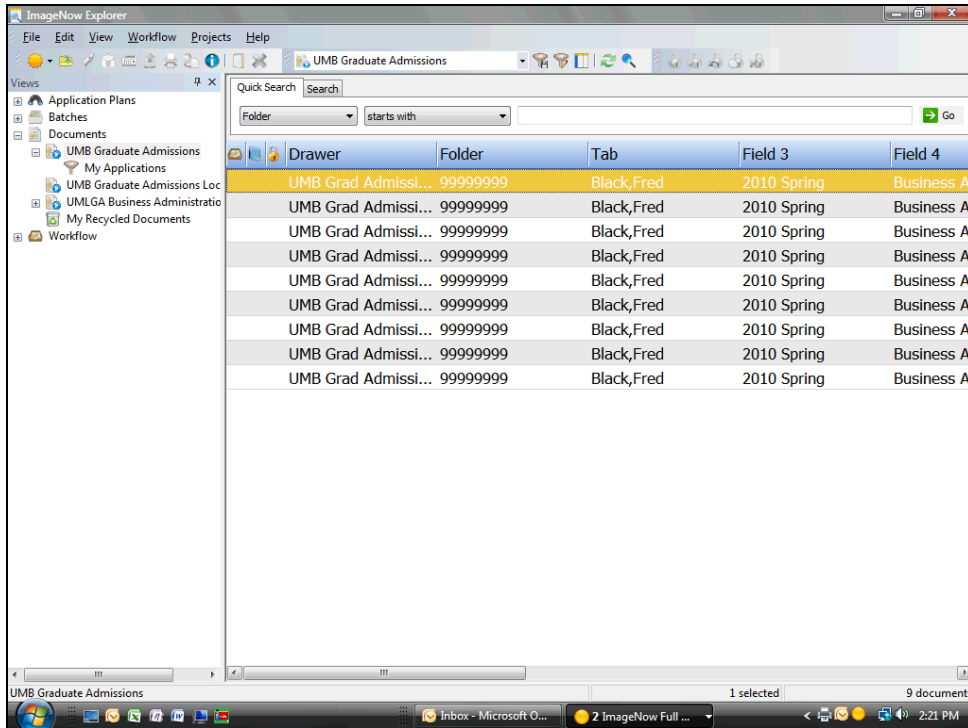 ImageNow Explorer
File Edit View Workflow Projects Help
UMB Graduate Admissions
Views
Application Plans
Batches
Documents
UMB Graduate Admissions
My Applications
UMB Graduate Admissions Loc
UMLGA Business Administratio
My Recycled Documents
Workflow
Quick Search Search
Folder starts with Go
Drawer Folder Tab Field 3 Field 4
UMB Grad Admissi... 99999999 Black,Fred 2010 Spring Business A
UMB Grad Admissi... 99999999 Black,Fred 2010 Spring Business A
UMB Grad Admissi... 99999999 Black,Fred 2010 Spring Business A
UMB Grad Admissi... 99999999 Black,Fred 2010 Spring Business A
UMB Grad Admissi... 99999999 Black,Fred 2010 Spring Business A
UMB Grad Admissi... 99999999 Black,Fred 2010 Spring Business A
UMB Grad Admissi... 99999999 Black,Fred 2010 Spring Business A
UMB Grad Admissi... 99999999 Black,Fred 2010 Spring Business A
UMB Grad Admissi... 99999999 Black,Fred 2010 Spring Business A
UMB Graduate Admissions 1 selected 9 document
Inbox - Microsoft O... 2 ImageNow Full ... 2:21 PM